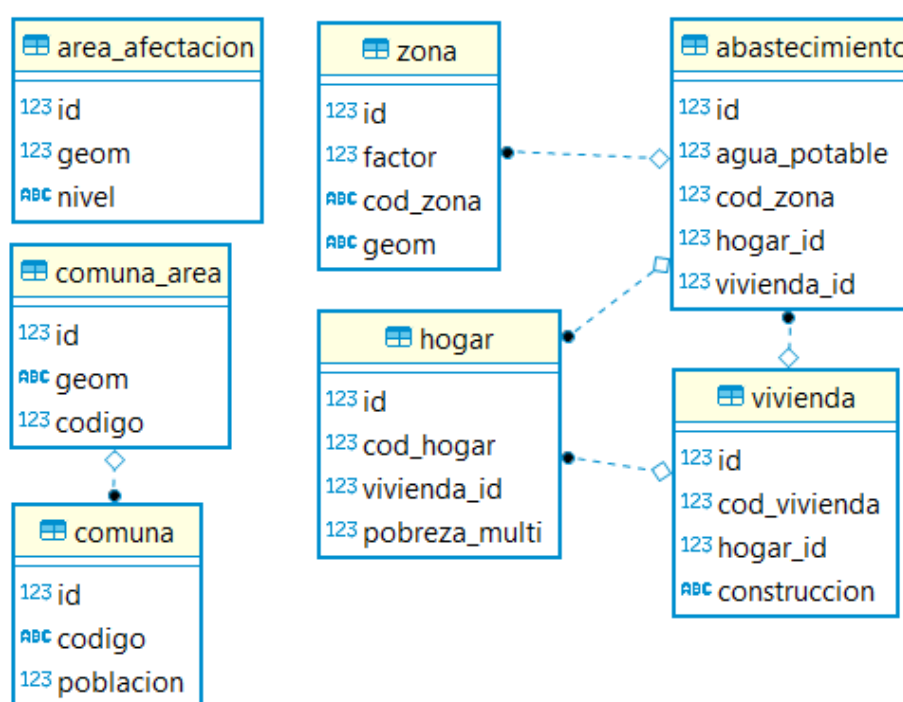 area_afectacion
123 id
123 geom
ABC nivel
zona
123 id
123 factor
ABC cod_zona
ABC geom
abastecimiento
123 id
123 agua_potable
123 cod_zona
123 hogar_id
123 vivienda_id
comuna_area
123 id
ABC geom
123 codigo
hogar
123 id
123 cod_hogar
123 vivienda_id
123 pobreza_multi
vivienda
123 id
123 cod_vivienda
123 hogar_id
ABC construccion
comuna
123 id
ABC codigo
123 poblacion